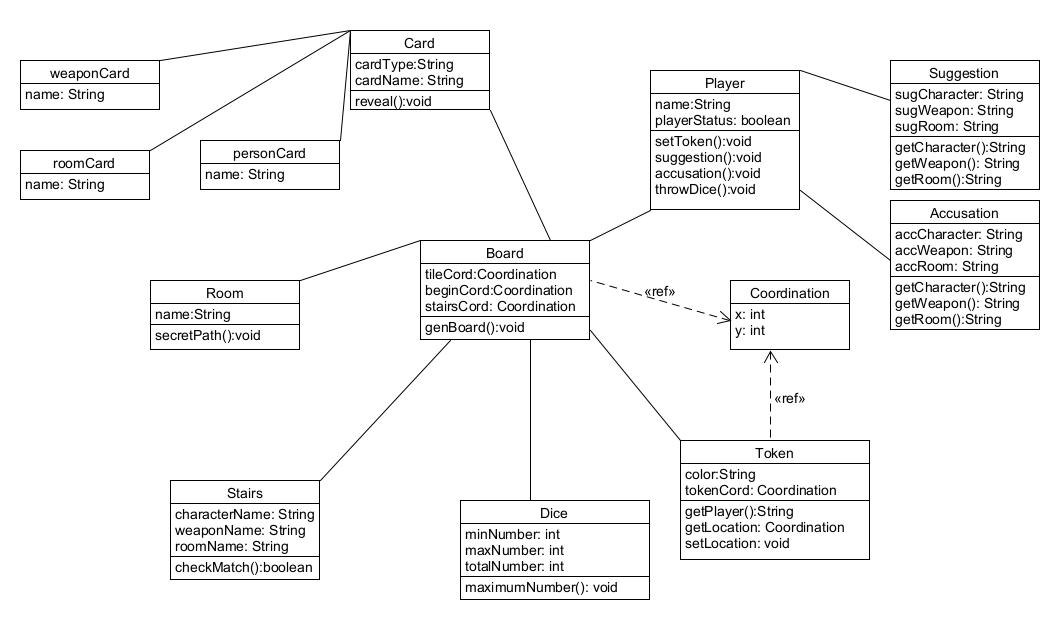 Card
cardType:String
cardName: String
reveal():void
weaponCard
name: String
roomCard
name: String
personCard
name: String
Player
name:String
playerStatus: boolean
setToken():void
suggestion():void
accusation():void
throwDice():void
Suggestion
sugCharacter: String
sugWeapon: String
sugRoom: String
getCharacter():String
getWeapon(): String
getRoom():String
Accusation
accCharacter: String
accWeapon: String
accRoom: String
getCharacter():String
getWeapon(): String
getRoom():String
Board
tileCord:Coordination
beginCord:Coordination
stairsCord: Coordination
genBoard():void
Room
name:String
secretPath():void
«ref»
Coordination
x: int
y: int
«ref»
Token
color:String
tokenCord: Coordination
getPlayer():String
getLocation: Coordination
setLocation: void
Stairs
characterName: String
weaponName: String
roomName: String
checkMatch():boolean
Dice
minNumber: int
maxNumber: int
totalNumber: int
maximumNumber(): void